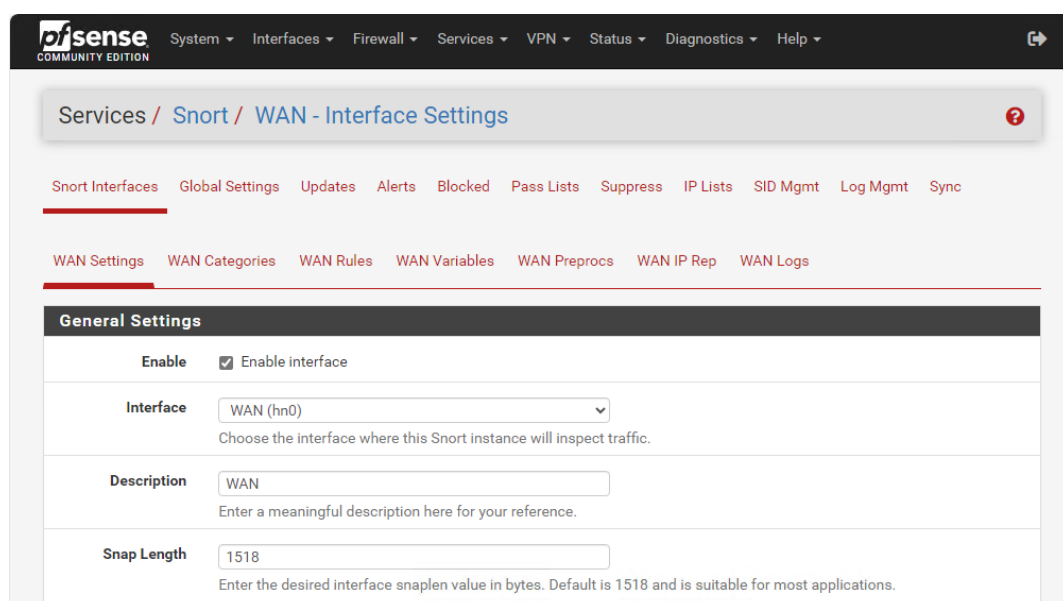 pfsense
COMMUNITY EDITION
System Interfaces Firewall Services VPN Status Diagnostics Help
Services / Snort / WAN - Interface Settings
Snort Interfaces Global Settings Updates Alerts Blocked Pass Lists Suppress IP Lists SID Mgmt Log Mgmt Sync
WAN Settings WAN Categories WAN Rules WAN Variables WAN Preprocs WAN IP Rep WAN Logs
General Settings
Enable Enable interface
Interface WAN (hn0)
Choose the interface where this Snort instance will inspect traffic.
Description WAN
Enter a meaningful description here for your reference.
Snap Length 1518
Enter the desired interface snaplen value in bytes. Default is 1518 and is suitable for most applications.